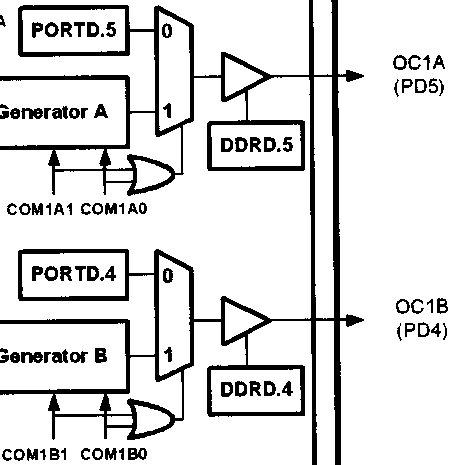 A
PORTD.5
0
OC1A
(PD5)
Generator A
1
DDRD.5
COM1A1 COM1A0
PORTD.4
0
OC1B
(PD4)
Generator B
1
DDRD.4
COM1B1 COM1B0